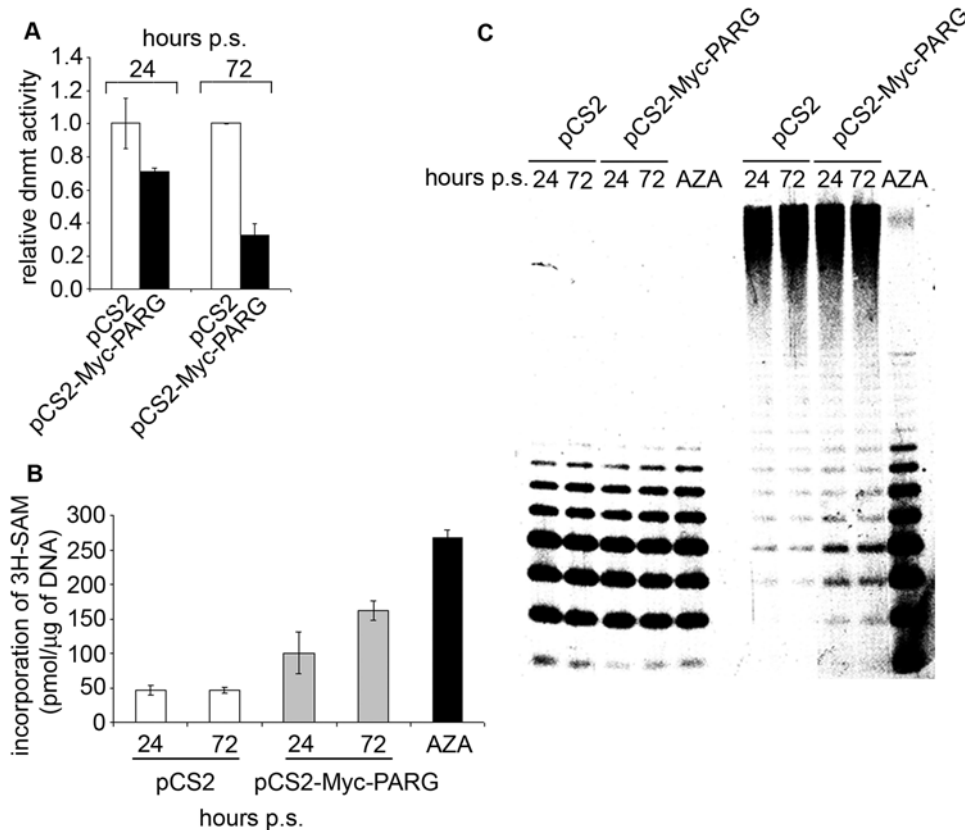 A
hours p.s.
24 72
relative dnmt activity
1.4
1.2
1.0
0.8
0.6
0.4
0.2
0.0
pCS2
pCS2-Myc-PARG
pCS2
pCS2-Myc-PARG
B
incorporation of 3H-SAM
(pmol/µg of DNA)
300
250
200
150
100
50
0
24 72 24 72 AZA
pCS2 pCS2-Myc-PARG
hours p.s.
C
pCS2
pCS2-Myc-PARG
pCS2
pCS2-Myc-PARG
hours p.s. 24 72 24 72 AZA 24 72 24 72 AZA